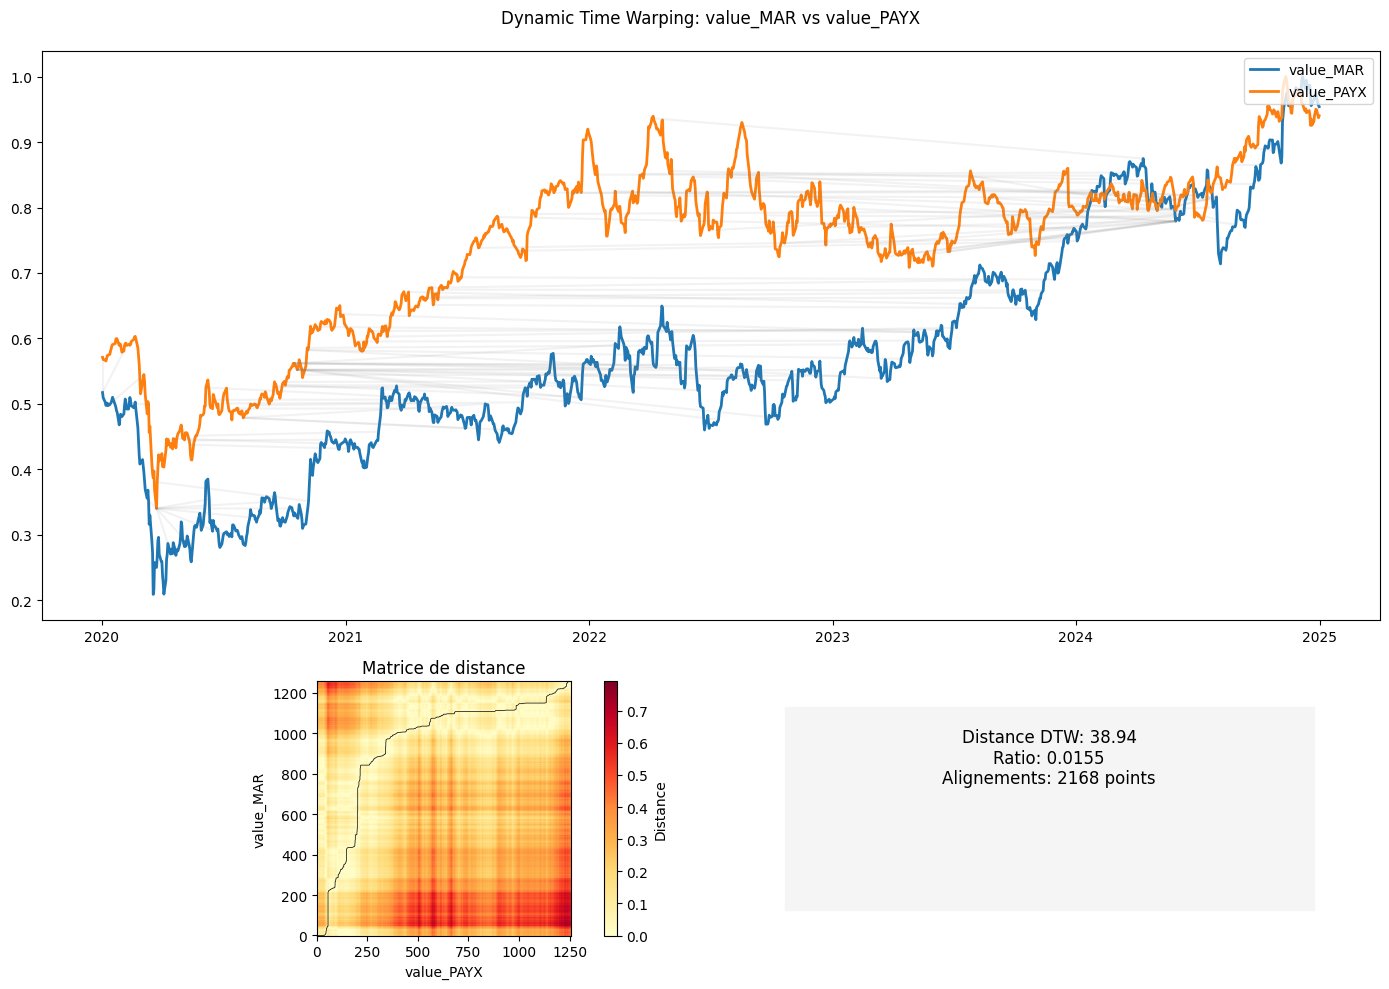 Dynamic Time Warping: value_MAR vs value_PAYX
value_MAR
value_PAYX
1.0
0.9
0.8
0.7
0.6
0.5
0.4
0.3
0.2
2020 2021 2022 2023 2024 2025
Matrice de distance
value_MAR
1200
1000
800
600
400
200
0
0 250 500 750 1000 1250
value_PAYX
0.7
0.6
0.5
0.4
0.3
0.2
0.1
0.0
Distance
Distance DTW: 38.94
Ratio: 0.0155
Alignements: 2168 points